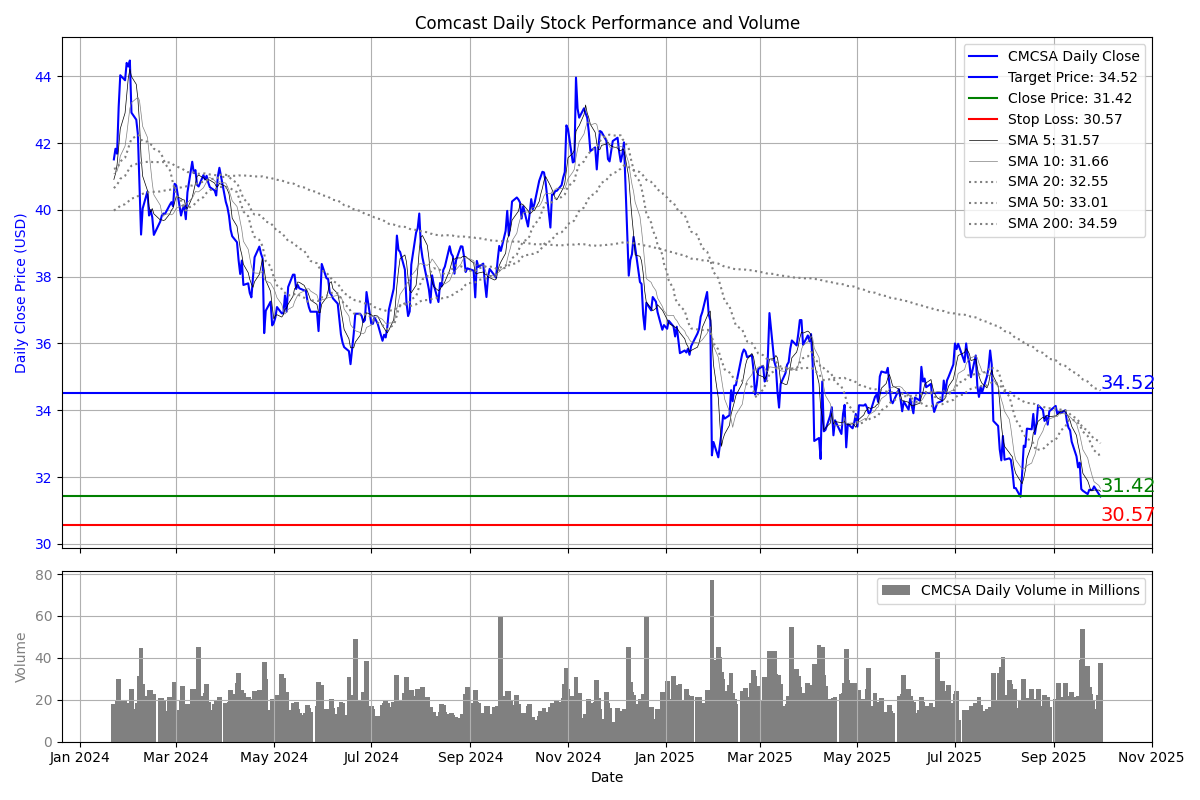 Comcast Daily Stock Performance and Volume
Daily Close Price (USD)
44
42
40
38
36
34
32
30
CMCSA Daily Close
Target Price: 34.52
Close Price: 31.42
Stop Loss: 30.57
SMA 5: 31.57
SMA 10: 31.66
SMA 20: 32.55
SMA 50: 33.01
SMA 200: 34.59
34.52
31.42
30.57
Volume
80
60
40
20
0
CMCSA Daily Volume in Millions
Jan 2024
Mar 2024
May 2024
Jul 2024
Sep 2024
Nov 2024
Jan 2025
Mar 2025
May 2025
Jul 2025
Sep 2025
Nov 2025
Date